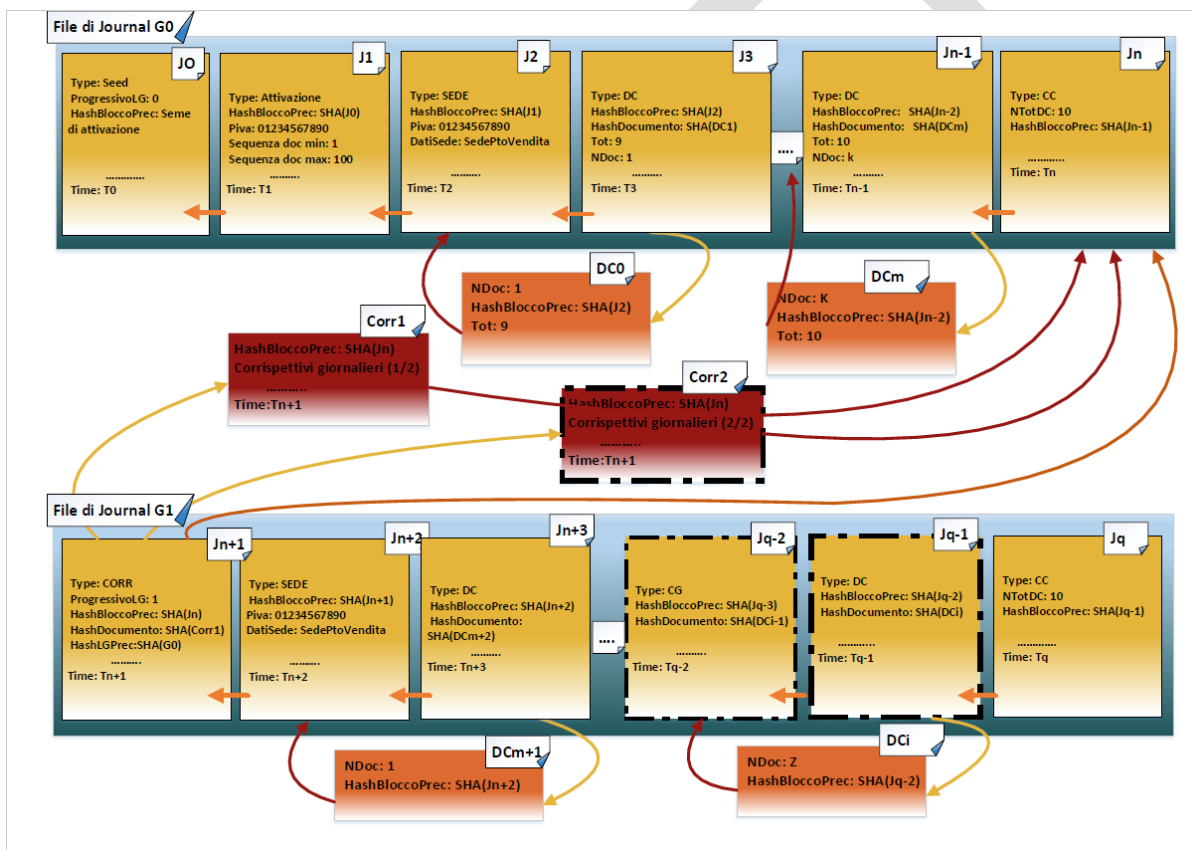 File di Journal G0
JO
Type: Seed
ProgressivoLG: 0
HashBloccoPrec: Seme
di attivazione
.............
Time: T0
J1
Type: Attivazione
HashBloccoPrec: SHA(J0)
Piva: 01234567890
Sequenza doc min: 1
Sequenza doc max: 100
..........
Time: T1
J2
Type: SEDE
HashBloccoPrec: SHA(J1)
Piva: 01234567890
DatiSede: SedePtoVendita
..........
Time: T2
J3
Type: DC
HashBloccoPrec: SHA(J2)
HashDocumento: SHA(DC1)
Tot: 9
NDoc: 1
..........
Time: T3
....
Jn-1
Type: DC
HashBloccoPrec: SHA(Jn-2)
HashDocumento: SHA(DCm)
Tot: 10
NDoc: k
..........
Time: Tn-1
Jn
Type: CC
NTotDC: 10
HashBloccoPrec: SHA(Jn-1)
.............
Time: Tn
DC0
NDoc: 1
HashBloccoPrec: SHA(J2)
Tot: 9
DCm
NDoc: K
HashBloccoPrec: SHA(Jn-2)
Tot: 10
Corr1
HashBloccoPrec: SHA(Jn)
Corrispettivi giornalieri (1/2)
...........
Time:Tn+1
Corr2
HashBloccoPrec: SHA(Jn)
Corrispettivi giornalieri (2/2)
...........
Time:Tn+1
File di Journal G1
Jn+1
Type: CORR
ProgressivoLG: 1
HashBloccoPrec: SHA(Jn)
HashDocumento: SHA(Corr1)
HashLGPrec:SHA(G0)
..........
Time: Tn+1
Jn+2
Type: SEDE
HashBloccoPrec: SHA(Jn+1)
Piva: 01234567890
DatiSede: SedePtoVendita
...........
Time: Tn+2
Jn+3
Type: DC
HashBloccoPrec: SHA(Jn+2)
HashDocumento:
SHA(DCm+2)
..........
Time: Tn+3
....
Jq-2
Type: CG
HashBloccoPrec: SHA(Jq-3)
HashDocumento: SHA(DCi-1)
..........
Time: Tq-2
Jq-1
Type: DC
HashBloccoPrec: SHA(Jq-2)
HashDocumento: SHA(DCi)
............
Time: Tq-1
Jq
Type: CC
NTotDC: 10
HashBloccoPrec: SHA(Jq-1)
.............
Time: Tq
DCm+1
NDoc: 1
HashBloccoPrec: SHA(Jn+2)
DCi
NDoc: Z
HashBloccoPrec: SHA(Jq-2)